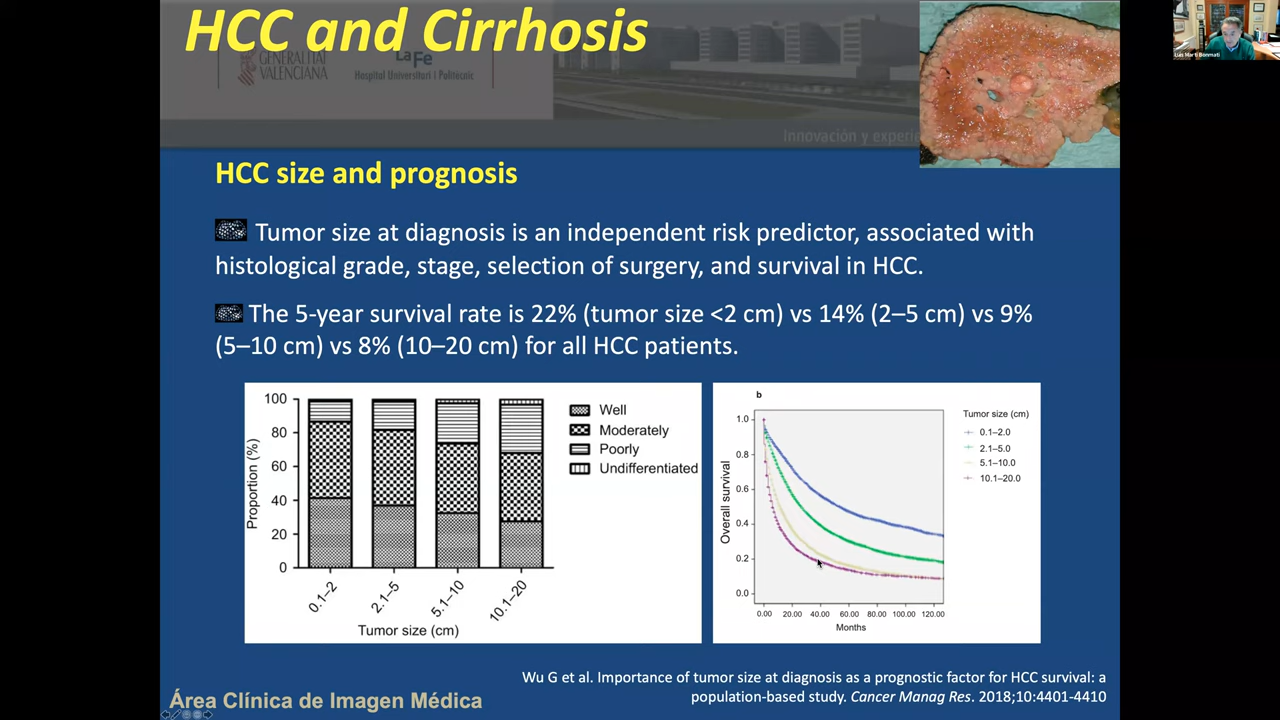 HCC and Cirrhosis
GENERALITAT
VALENCIANA
LaFe
Hospital Universitari i Politècnic
Luis Martí Bonmatí
HCC size and prognosis
Tumor size at diagnosis is an independent risk predictor, associated with
histological grade, stage, selection of surgery, and survival in HCC.
The 5-year survival rate is 22% (tumor size <2 cm) vs 14% (2–5 cm) vs 9%
(5–10 cm) vs 8% (10–20 cm) for all HCC patients.
100
80
60
40
20
0
Proportion (%)
0.1–2
2.1–5
5.1–10
10.1–20
Tumor size (cm)
Well
Moderately
Poorly
Undifferentiated
b
1.0
0.8
0.6
0.4
0.2
0.0
Overall survival
0.00 20.00 40.00 60.00 80.00 100.00 120.00
Months
Tumor size (cm)
0.1–2.0
2.1–5.0
5.1–10.0
10.1–20.0
Wu G et al. Importance of tumor size at diagnosis as a prognostic factor for HCC survival: a
population-based study. Cancer Manag Res. 2018;10:4401-4410
Área Clínica de Imagen Médica